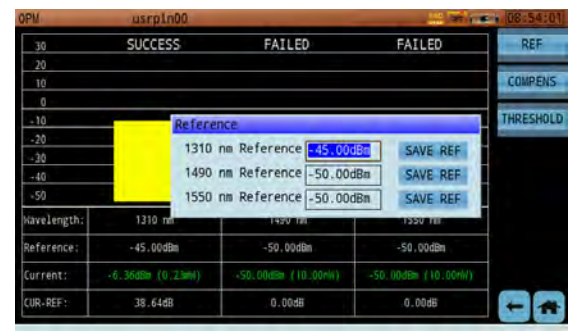 OPM usrpln00 08:54:01
30 SUCCESS FAILED FAILED REF
20
10 COMPENS
0
-10 THRESHOLD
Reference
-20
1310 nm Reference -45.00dBm SAVE REF
-30
1490 nm Reference -50.00dBm SAVE REF
-40
1550 nm Reference -50.00dBm SAVE REF
-50
Wavelength: 1310 nm 1490 nm 1550 nm
Reference: -45.00dBm -50.00dBm -50.00dBm
Current: -6.36dBm (0.23mW) -50.00dBm (10.00nW) -50.00dBm (10.00nW)
CUR-REF: 38.64dB 0.00dB 0.00dB